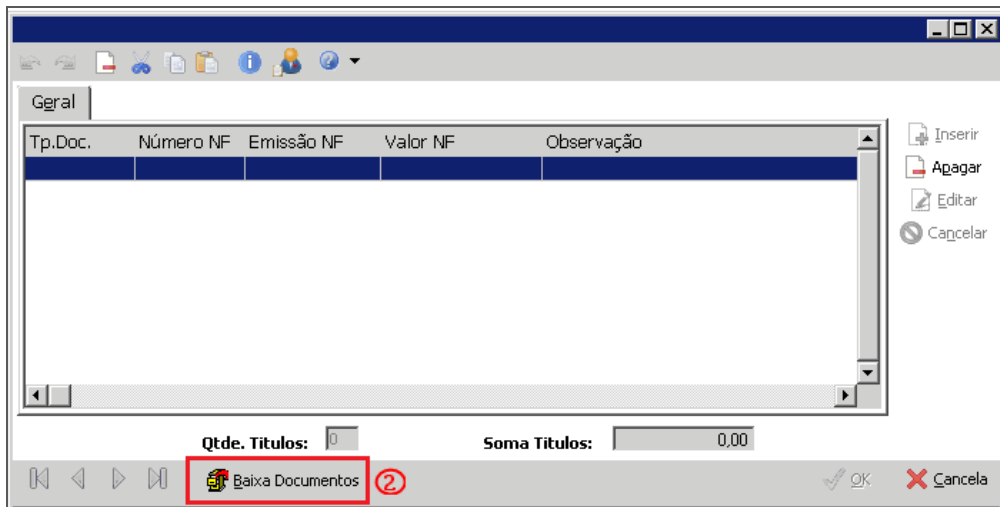 Geral
Tp.Doc. Número NF Emissão NF Valor NF Observação
Inserir
Apagar
Editar
Cancelar
Qtde. Titulos: 0 Soma Titulos: 0,00
Baixa Documentos 2 OK Cancela